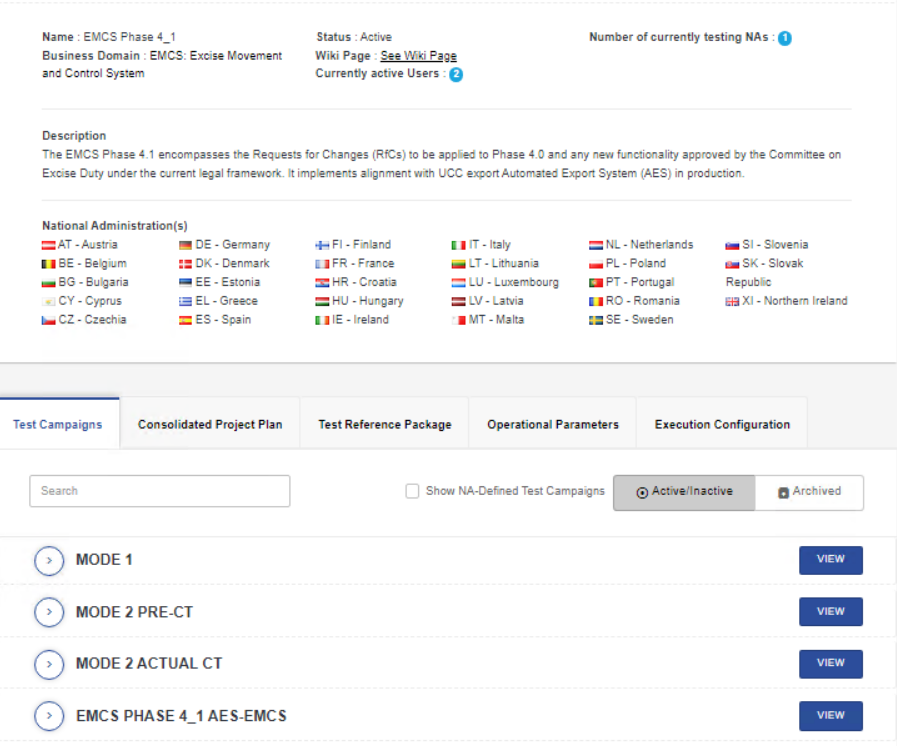 Name : EMCS Phase 4_1
Business Domain : EMCS: Excise Movement
and Control System
Status : Active
Wiki Page : See Wiki Page
Currently active Users : 2
Number of currently testing NAs : 1
Description
The EMCS Phase 4.1 encompasses the Requests for Changes (RfCs) to be applied to Phase 4.0 and any new functionality approved by the Committee on
Excise Duty under the current legal framework. It implements alignment with UCC export Automated Export System (AES) in production.
National Administration(s)
AT - Austria
BE - Belgium
BG - Bulgaria
CY - Cyprus
CZ - Czechia
DE - Germany
DK - Denmark
EE - Estonia
EL - Greece
ES - Spain
FI - Finland
FR - France
HR - Croatia
HU - Hungary
IE - Ireland
IT - Italy
LT - Lithuania
LU - Luxembourg
LV - Latvia
MT - Malta
NL - Netherlands
PL - Poland
PT - Portugal
RO - Romania
SE - Sweden
SI - Slovenia
SK - Slovak
Republic
XI - Northern Ireland
Test Campaigns
Consolidated Project Plan
Test Reference Package
Operational Parameters
Execution Configuration
Search
Show NA-Defined Test Campaigns
Active/Inactive
Archived
MODE 1
VIEW
MODE 2 PRE-CT
VIEW
MODE 2 ACTUAL CT
VIEW
EMCS PHASE 4_1 AES-EMCS
VIEW